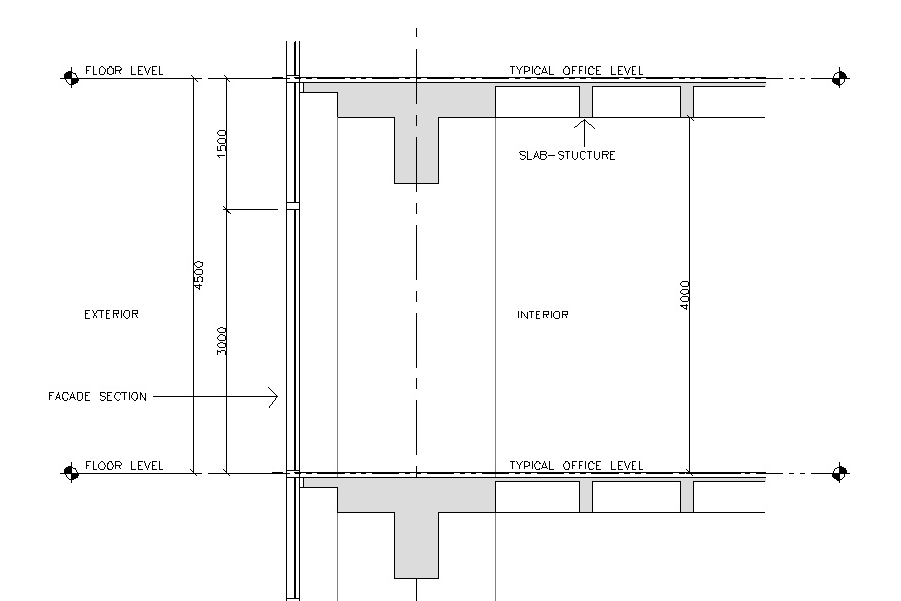 FLOOR LEVEL
TYPICAL OFFICE LEVEL
1500
SLAB-STUCTURE
4500
4000
EXTERIOR
INTERIOR
3000
FACADE SECTION
FLOOR LEVEL
TYPICAL OFFICE LEVEL